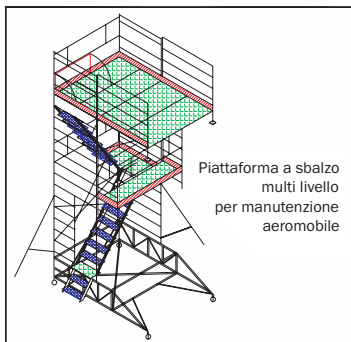 Piattaforma a sbalzo
multi livello
per manutenzione
aeromobile